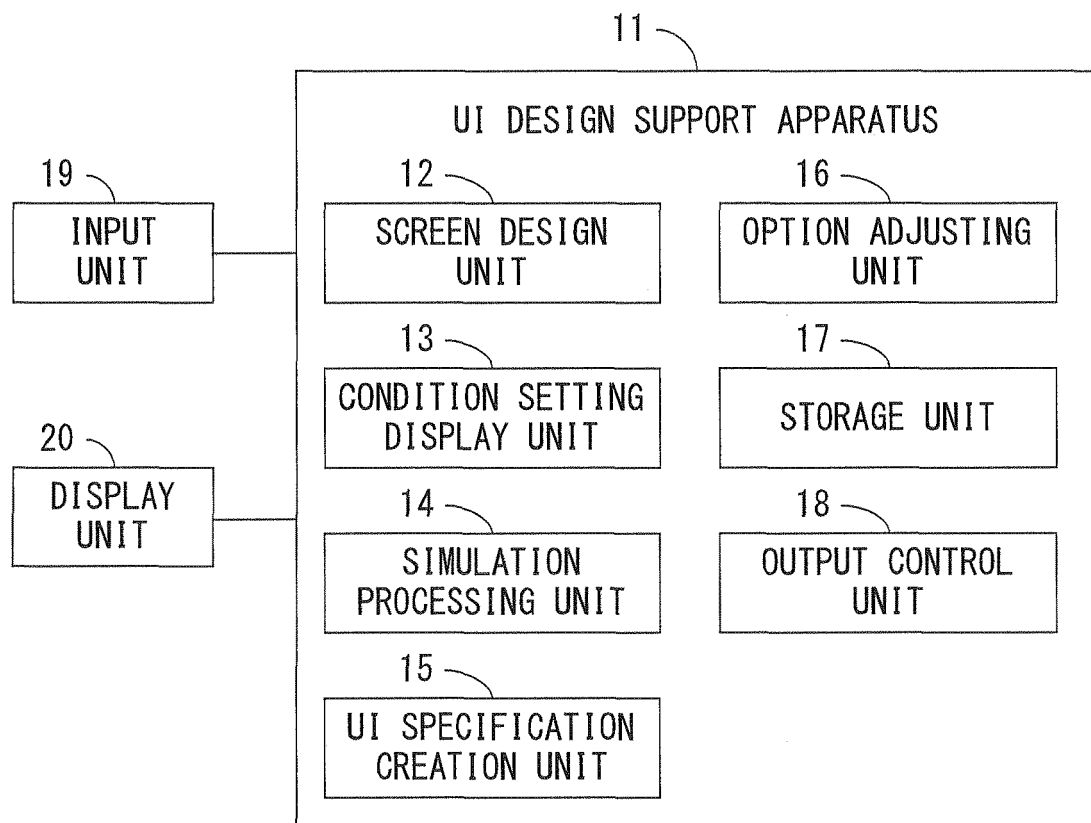 11
UI DESIGN SUPPORT APPARATUS
19
INPUT
UNIT
12
SCREEN DESIGN
UNIT
16
OPTION ADJUSTING
UNIT
13
CONDITION SETTING
DISPLAY UNIT
17
STORAGE UNIT
20
DISPLAY
UNIT
14
SIMULATION
PROCESSING UNIT
18
OUTPUT CONTROL
UNIT
15
UI SPECIFICATION
CREATION UNIT